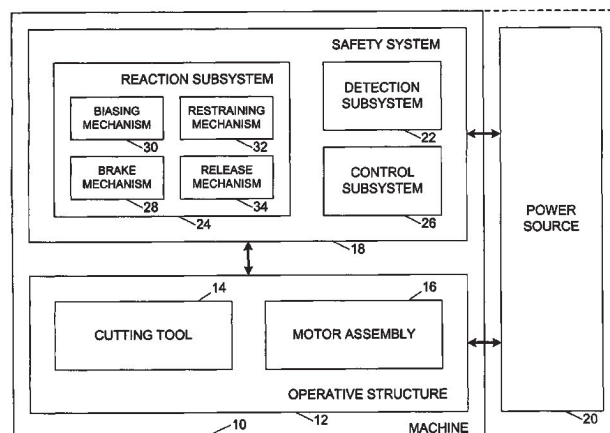 SAFETY SYSTEM
REACTION SUBSYSTEM
BIASING
MECHANISM
30
RESTRAINING
MECHANISM
32
BRAKE
MECHANISM
28
RELEASE
MECHANISM
34
24
DETECTION
SUBSYSTEM
22
CONTROL
SUBSYSTEM
26
18
POWER
SOURCE
20
14
CUTTING TOOL
16
MOTOR ASSEMBLY
OPERATIVE STRUCTURE
12
10
MACHINE